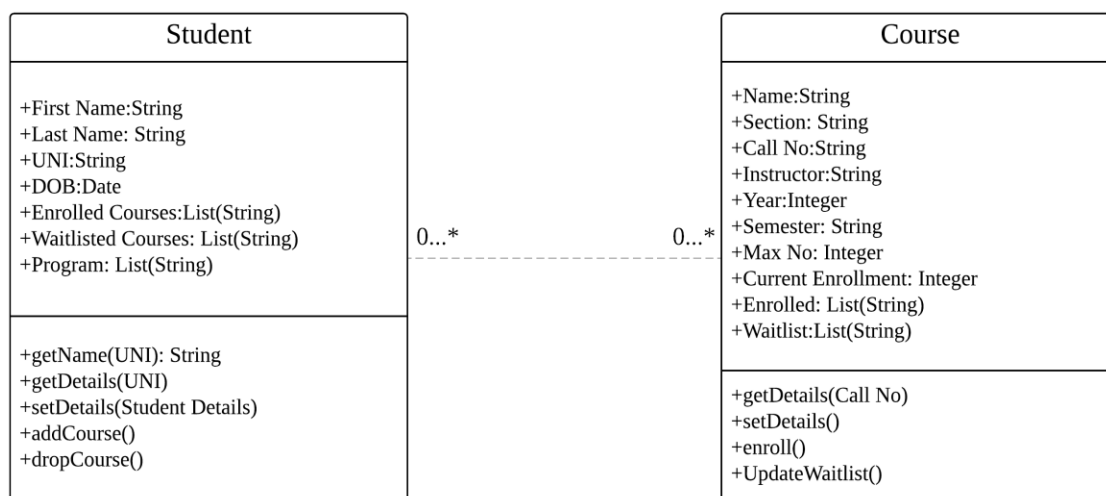 Student
+First Name:String
+Last Name: String
+UNI:String
+DOB:Date
+Enrolled Courses:List(String)
+Waitlisted Courses: List(String)
+Program: List(String)
+getName(UNI): String
+getDetails(UNI)
+setDetails(Student Details)
+addCourse()
+dropCourse()
0...*
0...*
Course
+Name:String
+Section: String
+Call No:String
+Instructor:String
+Year:Integer
+Semester: String
+Max No: Integer
+Current Enrollment: Integer
+Enrolled: List(String)
+Waitlist:List(String)
+getDetails(Call No)
+setDetails()
+enroll()
+UpdateWaitlist()